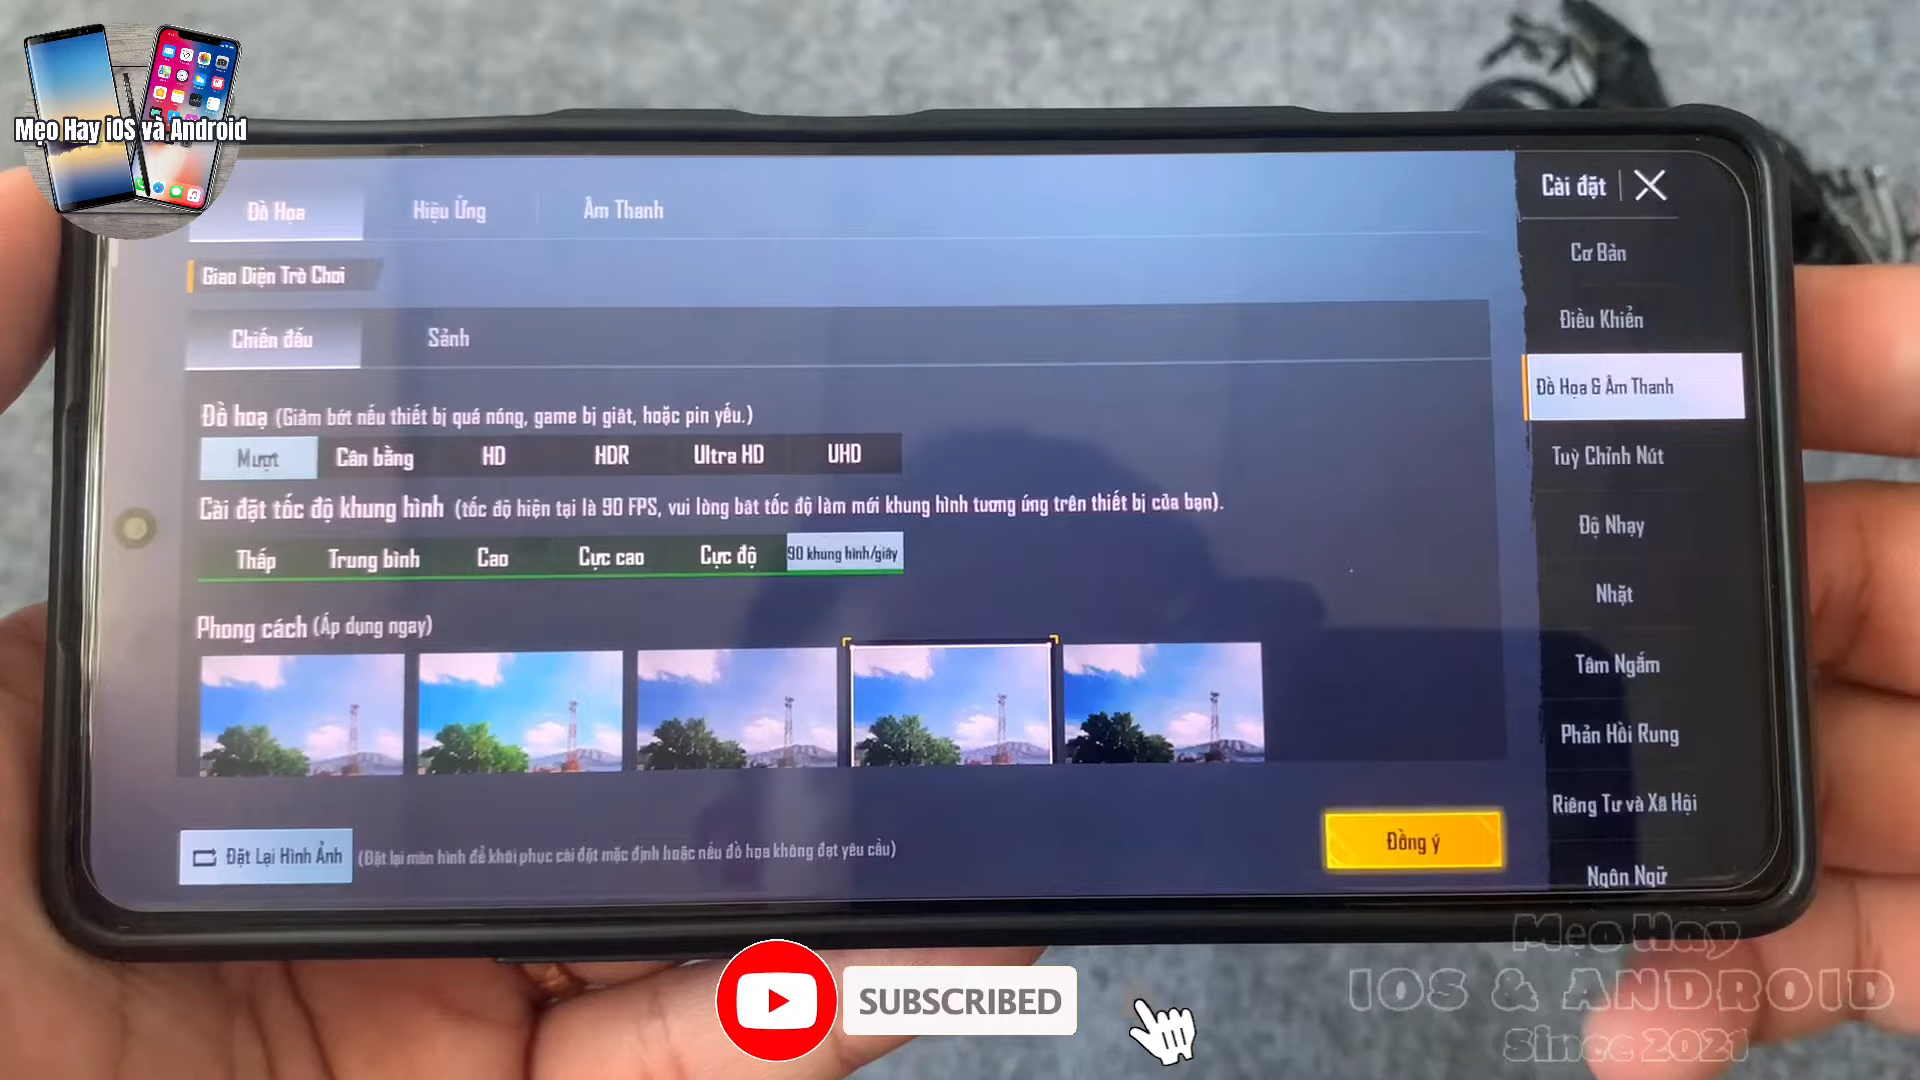 Mẹo Hay iOS và Android
Đồ Họa
Hiệu Ứng
Âm Thanh
Cài đặt
Giao Diện Trò Chơi
Chiến đấu
Sảnh
Đồ hoạ (Giảm bớt nếu thiết bị quá nóng, game bị giật, hoặc pin yếu.)
Mượt
Cân bằng
HD
HDR
Ultra HD
UHD
Cài đặt tốc độ khung hình (tốc độ hiện tại là 90 FPS, vui lòng bật tốc độ làm mới khung hình tương ứng trên thiết bị của bạn).
Thấp
Trung bình
Cao
Cực cao
Cực độ
90 khung hình/giây
Phong cách (Áp dụng ngay)
Đặt Lại Hình Ảnh
(Đặt lại màn hình để khôi phục cài đặt mặc định hoặc nếu đồ họa không đạt yêu cầu)
Đồng ý
Cơ Bản
Điều Khiển
Đồ Họa & Âm Thanh
Tuỳ Chỉnh Nút
Độ Nhạy
Nhặt
Tâm Ngắm
Phản Hồi Rung
Riêng Tư và Xã Hội
Ngôn Ngữ
SUBSCRIBED
Mẹo Hay
IOS & ANDROID
Since 2021